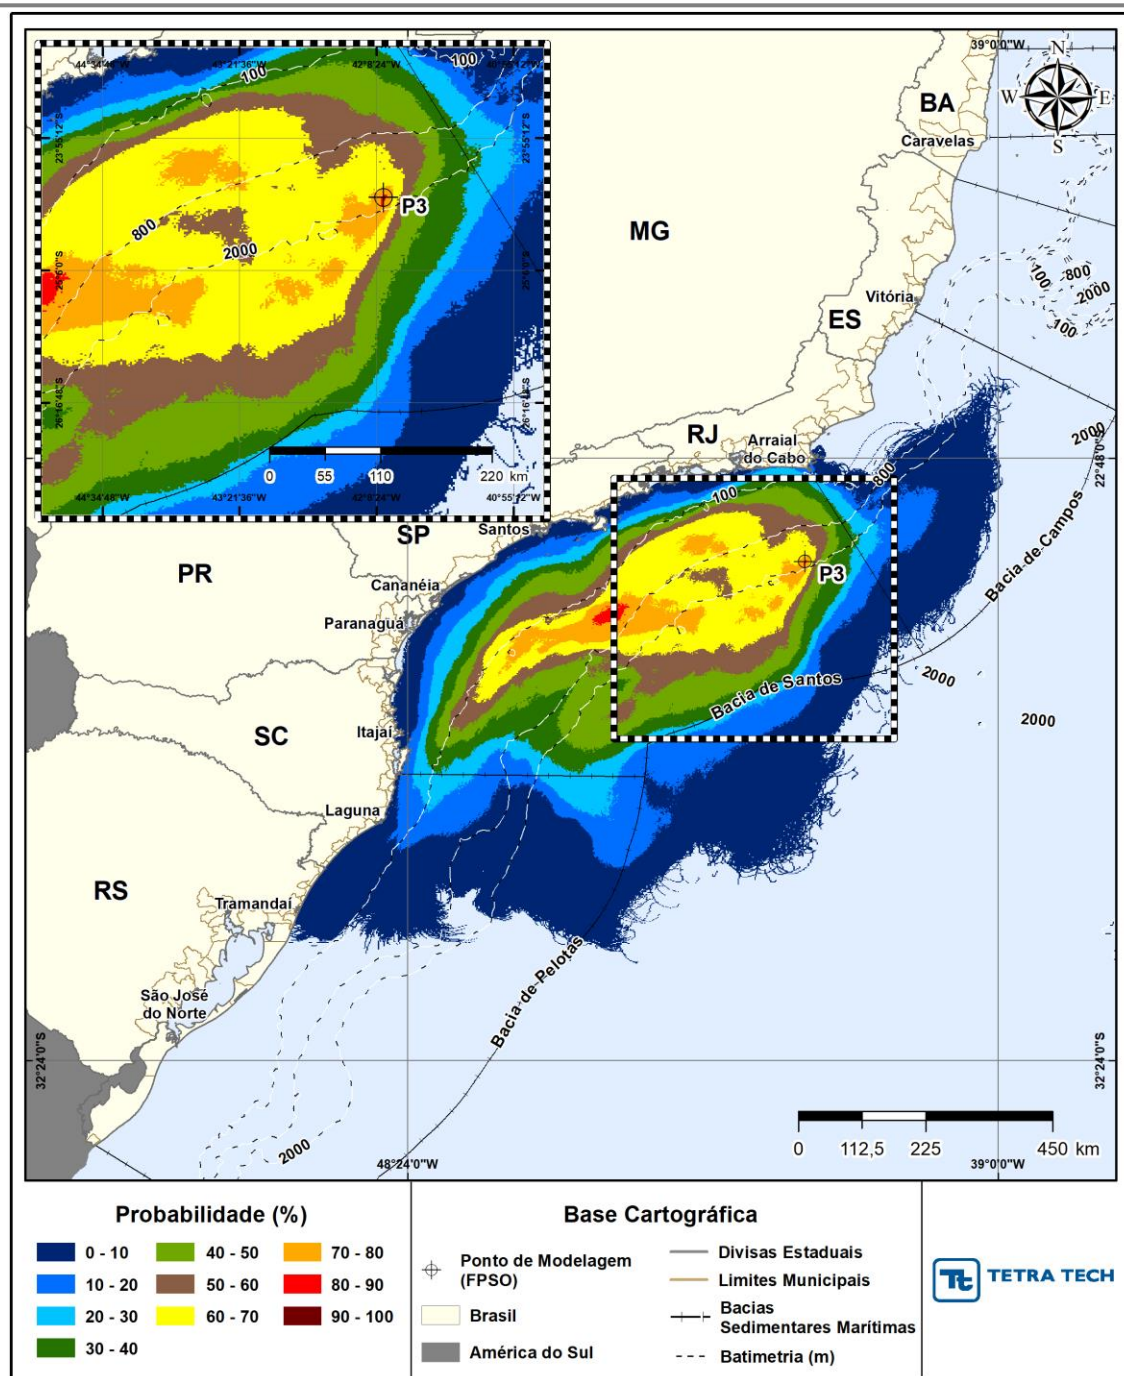 39°0'0"W
N
W
E
S
BA
Caravelas
44°34'48"W
43°21'36"W
42°8'24"W
40°55'12"W
100
100
23°55'12"S
23°55'12"S
P3
800
2000
25°6'0"S
25°6'0"S
26°16'48"S
26°16'48"S
0
55
110
220 km
44°34'48"W
43°21'36"W
42°8'24"W
40°55'12"W
MG
100
800
2000
100
Vitória
ES
2000
RJ
Arraial
do Cabo
22°48'0"S
800
100
Bacia de Campos
Santos
SP
PR
Cananéia
P3
Paranaguá
Bacia de Santos
2000
2000
SC
Itajaí
Laguna
RS
Tramandaí
Bacia de Pelotas
São José
do Norte
32°24'0"S
32°24'0"S
2000
0
112,5
225
450 km
48°24'0"W
39°0'0"W
Probabilidade (%)
0 - 10
10 - 20
20 - 30
30 - 40
40 - 50
50 - 60
60 - 70
70 - 80
80 - 90
90 - 100
Base Cartográfica
Ponto de Modelagem
(FPSO)
Brasil
América do Sul
Divisas Estaduais
Limites Municipais
Bacias
Sedimentares Marítimas
Batimetria (m)
TETRA TECH